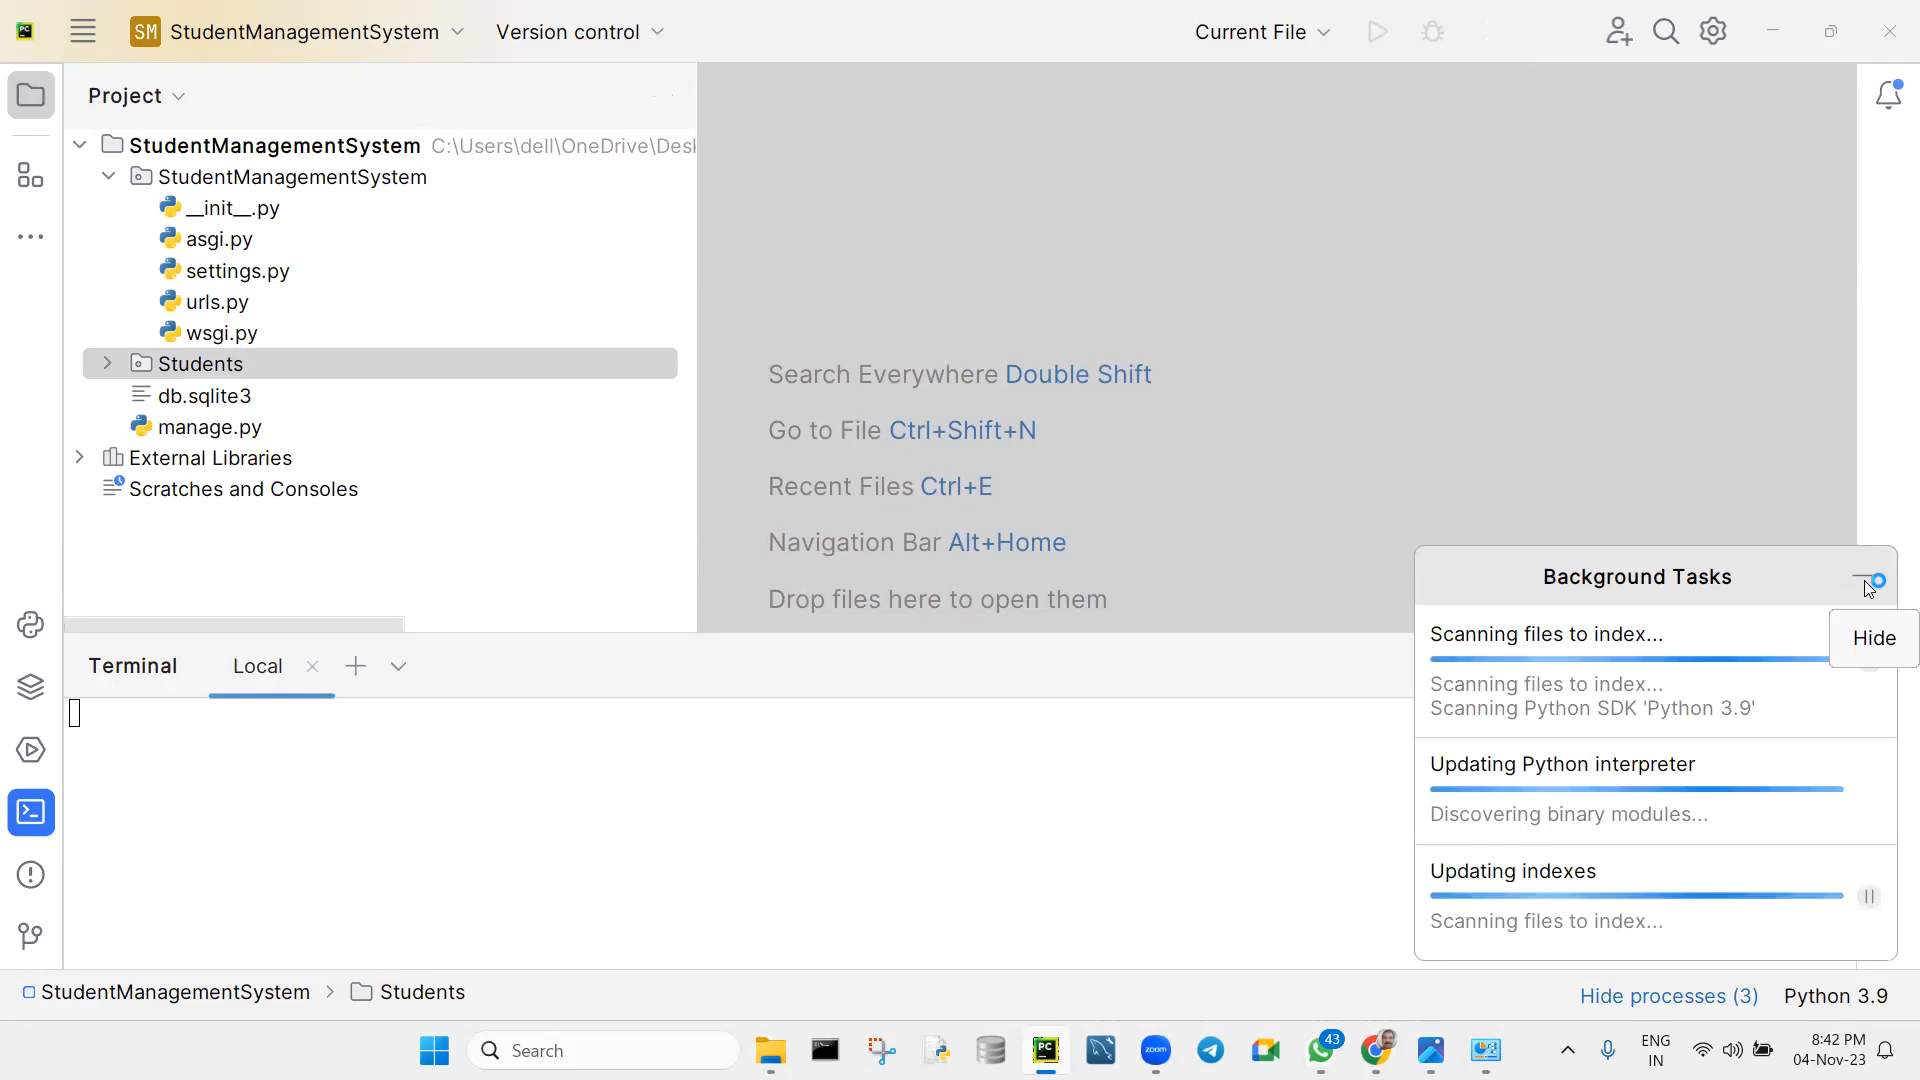 PC
SM StudentManagementSystem
Version control
Current File
Project
StudentManagementSystem C:\Users\dell\OneDrive\Desk
StudentManagementSystem
__init__.py
asgi.py
settings.py
urls.py
wsgi.py
Students
db.sqlite3
manage.py
External Libraries
Scratches and Consoles
Search Everywhere Double Shift
Go to File Ctrl+Shift+N
Recent Files Ctrl+E
Navigation Bar Alt+Home
Drop files here to open them
Terminal
Local
Background Tasks
Hide
Scanning files to index...
Scanning files to index...
Scanning Python SDK 'Python 3.9'
Updating Python interpreter
Discovering binary modules...
Updating indexes
Scanning files to index...
StudentManagementSystem > Students
Hide processes (3)
Python 3.9
Search
PC
zoom
43
ENG
IN
8:42 PM
04-Nov-23